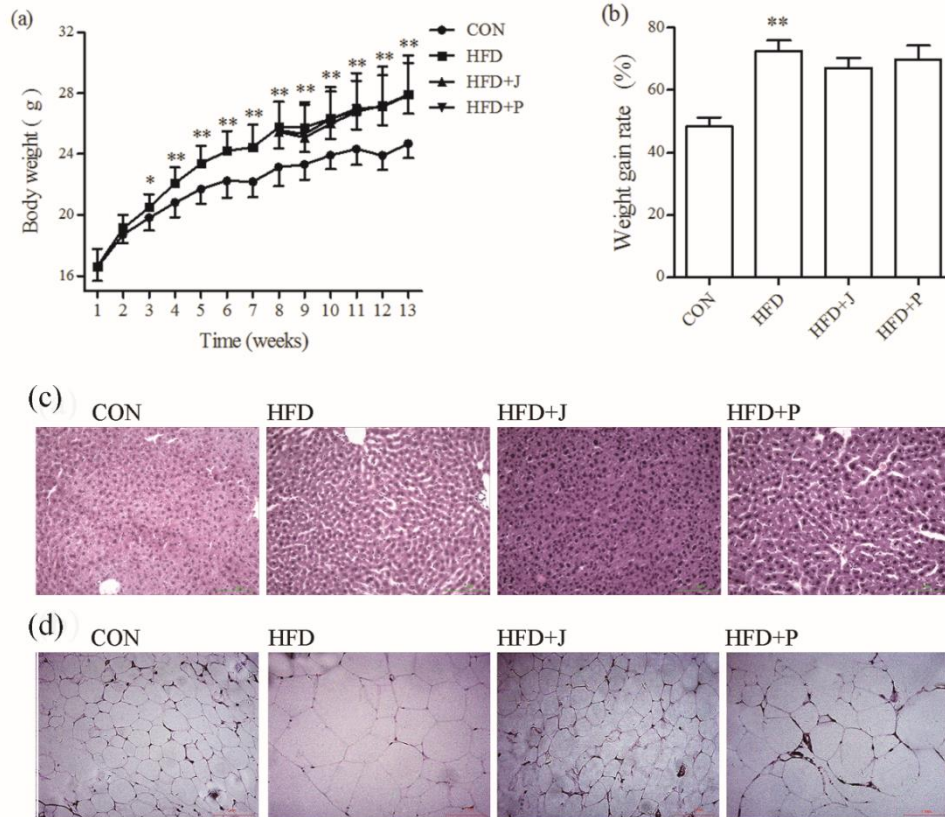 (a)
Body weight ( g )
32
28
24
20
16
* ** ** ** ** ** ** ** ** ** **
1 2 3 4 5 6 7 8 9 10 11 12 13
Time (weeks)
CON
HFD
HFD+J
HFD+P
(b)
Weight gain rate (%)
80
60
40
20
0
**
CON HFD HFD+J HFD+P
(c)
CON HFD HFD+J HFD+P
(d)
CON HFD HFD+J HFD+P